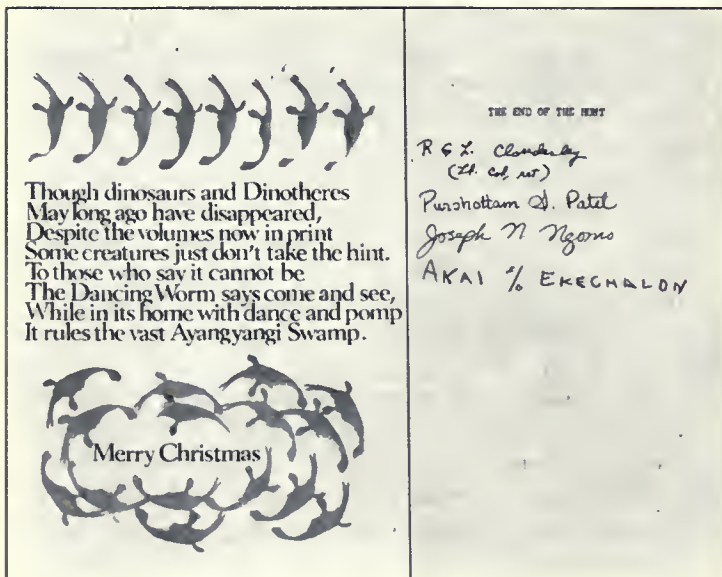 Though dinosaurs and Dinotheres
May long ago have disappeared,
Despite the volumes now in print
Some creatures just don't take the hint.
To those who say it cannot be
The Dancing Worm says come and see,
While in its home with dance and pomp
It rules the vast Ayangyangi Swamp.
Merry Christmas
THE END OF THE HUNT
R & L.
(Lt. Col, ret)
Purshottam S. Patel
Joseph N Ngoms
AKAI % EKECHALON